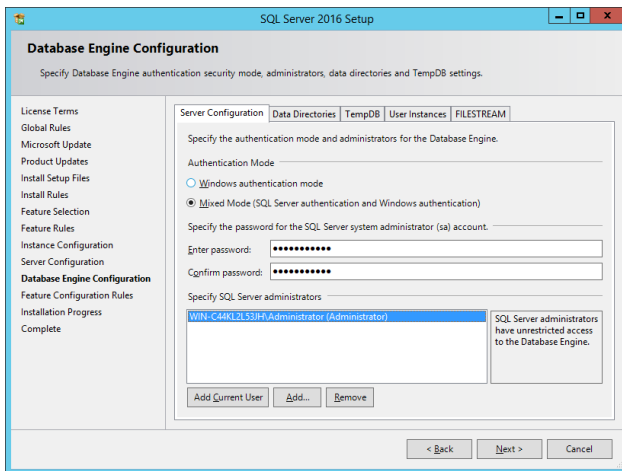 SQL Server 2016 Setup
Database Engine Configuration
Specify Database Engine authentication security mode, administrators, data directories and TempDB settings.
License Terms
Global Rules
Microsoft Update
Product Updates
Install Setup Files
Install Rules
Feature Selection
Feature Rules
Instance Configuration
Server Configuration
Database Engine Configuration
Feature Configuration Rules
Installation Progress
Complete
Server Configuration Data Directories TempDB User Instances FILESTREAM
Specify the authentication mode and administrators for the Database Engine.
Authentication Mode
Windows authentication mode
Mixed Mode (SQL Server authentication and Windows authentication)
Specify the password for the SQL Server system administrator (sa) account.
Enter password: ●●●●●●●●●●●
Confirm password: ●●●●●●●●●●●
Specify SQL Server administrators
WIN-C44KL2L53JH\Administrator (Administrator)
SQL Server administrators
have unrestricted access
to the Database Engine.
Add Current User Add... Remove
< Back Next > Cancel